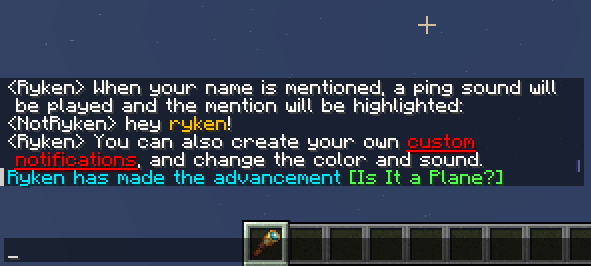 <Ryken> When your name is mentioned, a ping sound will
be played and the mention will be highlighted:
<NotRyken> hey ryken!
<Ryken> You can also create your own custom
notifications, and change the color and sound.
Ryken has made the advancement [Is It a Plane?]
_